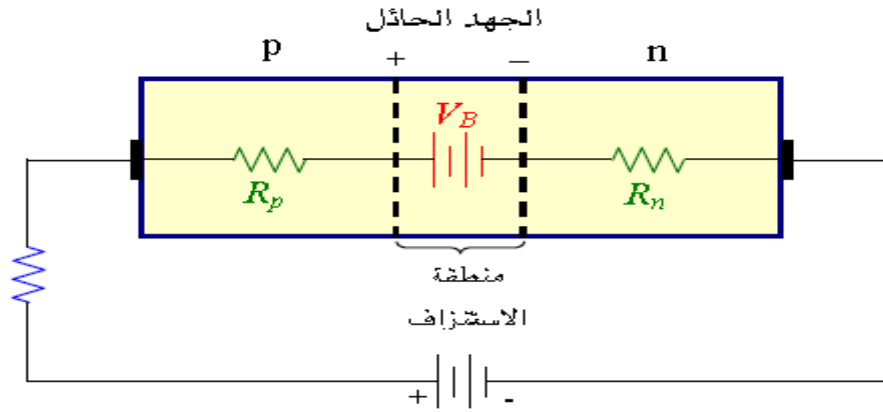 الجهد الحائل
p + − n
V_B
R_p R_n
منطقة
الاستنزاف
+ -